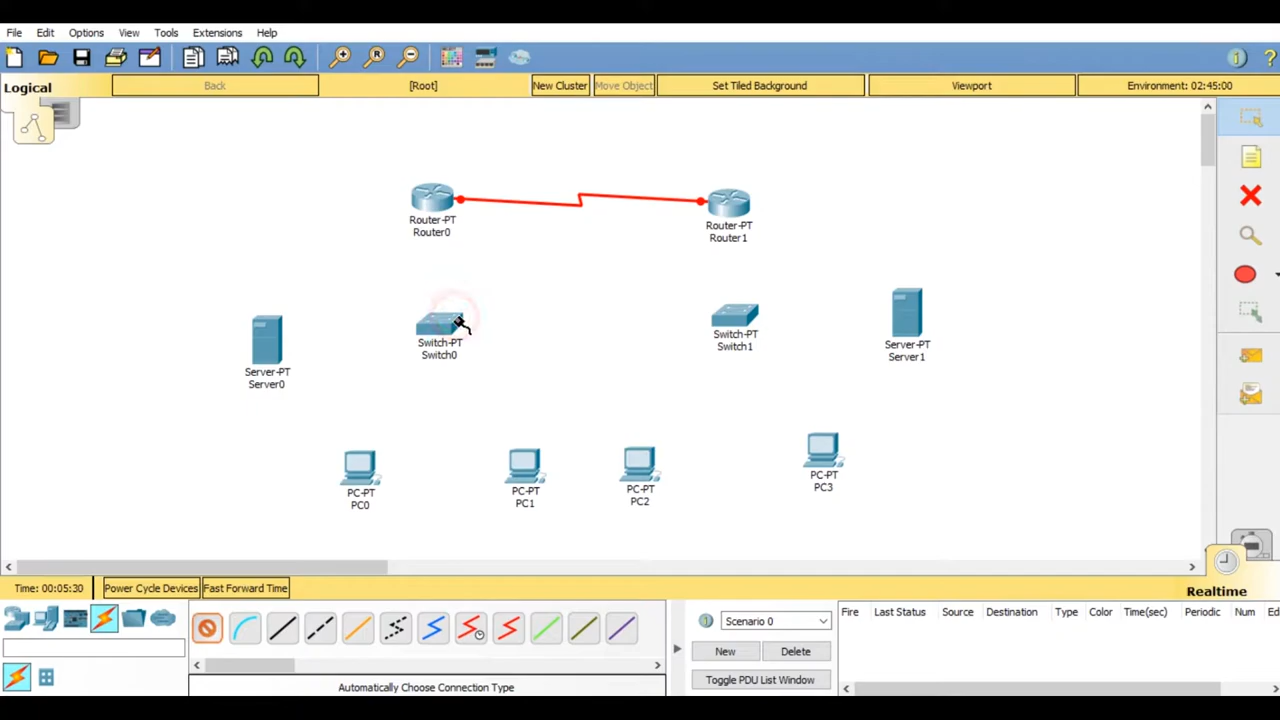 File Edit Options View Tools Extensions Help
Logical Back [Root] New Cluster Move Object Set Tiled Background Viewport Environment: 02:45:00
Router-PT
Router0
Router-PT
Router1
Switch-PT
Switch0
Switch-PT
Switch1
Server-PT
Server0
Server-PT
Server1
PC-PT
PC0
PC-PT
PC1
PC-PT
PC2
PC-PT
PC3
Time: 00:05:30 Power Cycle Devices Fast Forward Time
Realtime
Scenario 0
Fire Last Status Source Destination Type Color Time(sec) Periodic Num Ed
New Delete
Toggle PDU List Window
Automatically Choose Connection Type